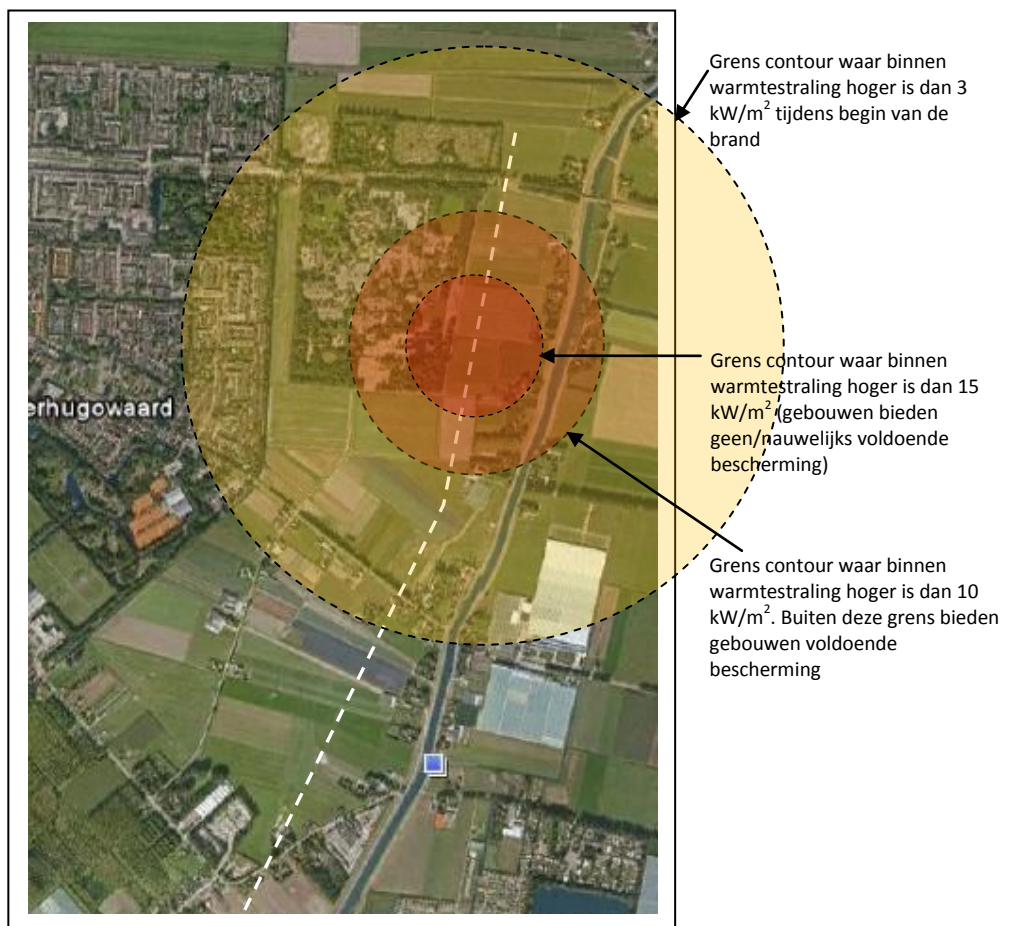 Grens contour waar binnen
warmtestraling hoger is dan 3
kW/m² tijdens begin van de
brand
erhugowaard
Grens contour waar binnen
warmtestraling hoger is dan 15
kW/m² (gebouwen bieden
geen/nauwelijks voldoende
bescherming)
Grens contour waar binnen
warmtestraling hoger is dan 10
kW/m². Buiten deze grens bieden
gebouwen voldoende
bescherming